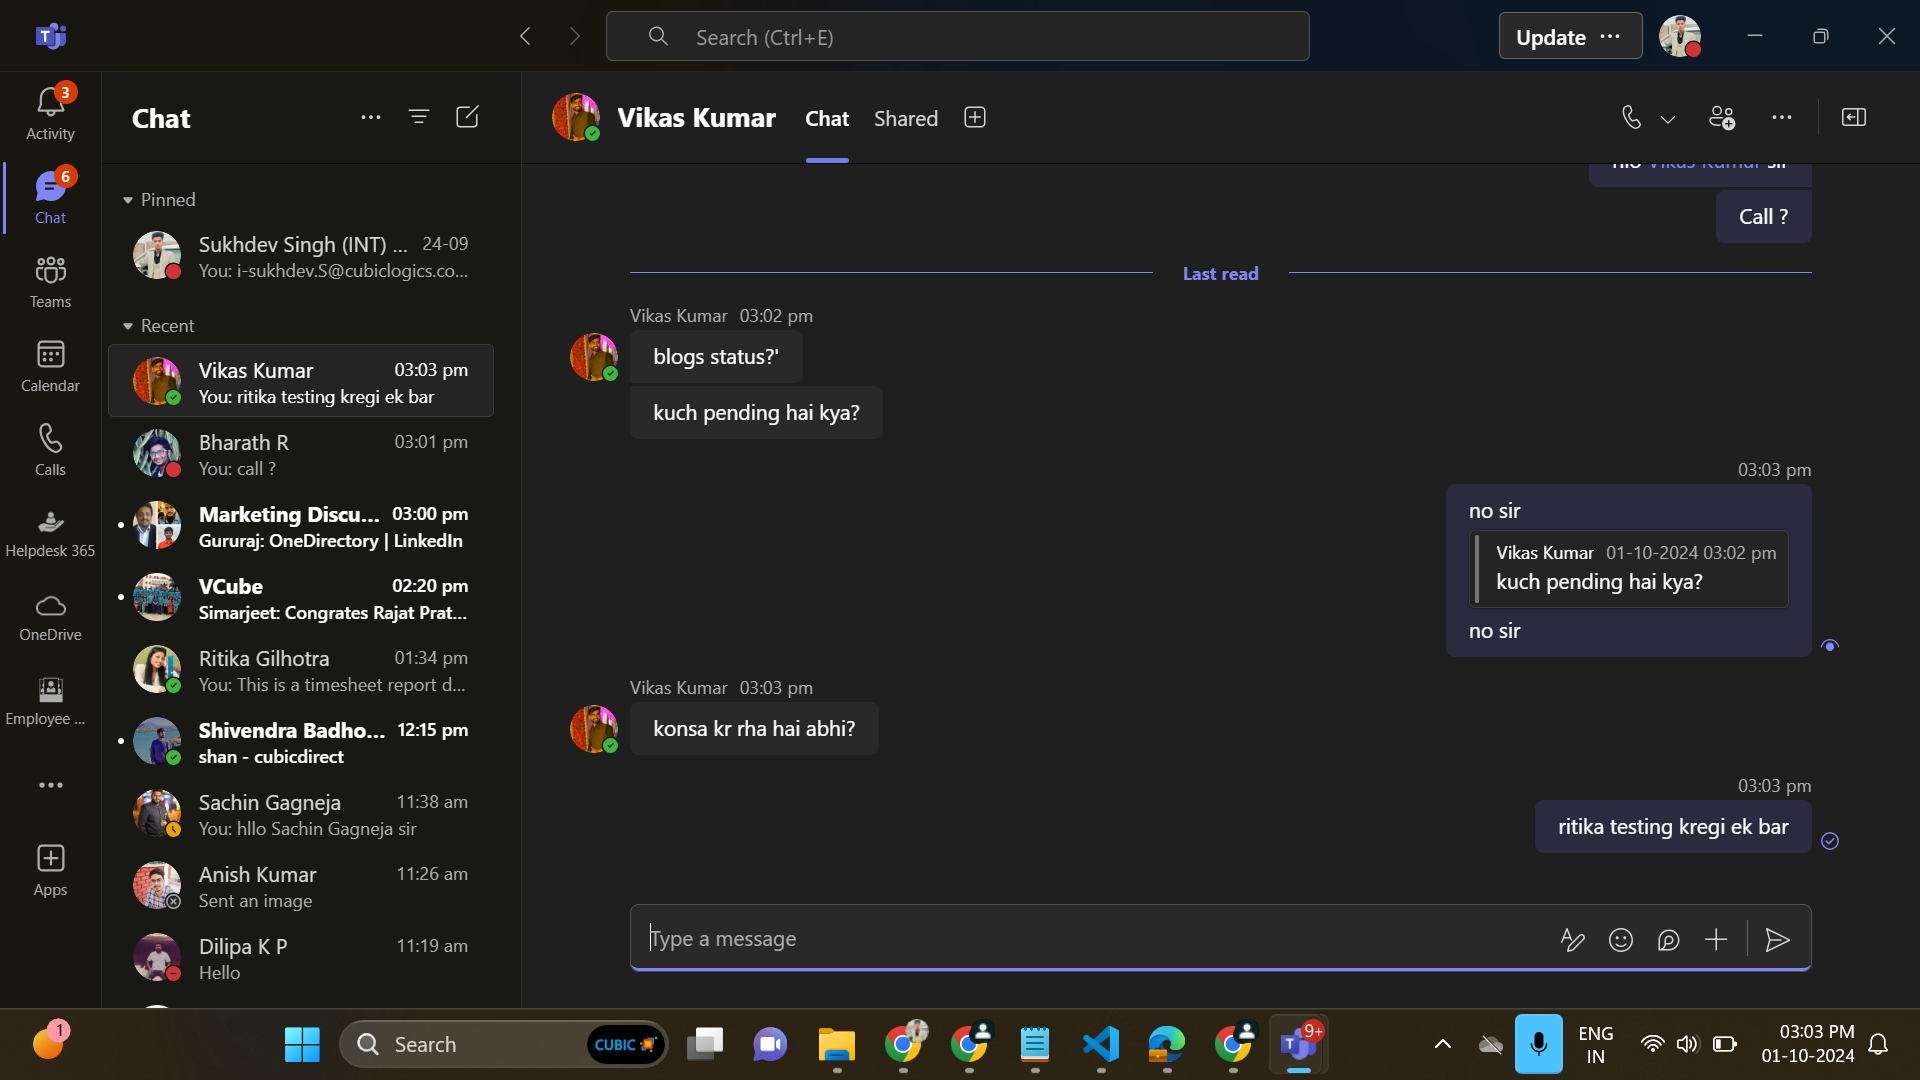 Search (Ctrl+E)
Update
3
Activity
6
Chat
Teams
Calendar
Calls
Helpdesk 365
OneDrive
Employee ...
Apps
Chat
Pinned
Sukhdev Singh (INT) ... 24-09
You: i-sukhdev.S@cubiclogics.co...
Recent
Vikas Kumar 03:03 pm
You: ritika testing kregi ek bar
Bharath R 03:01 pm
You: call ?
Marketing Discu... 03:00 pm
Gururaj: OneDirectory | LinkedIn
VCube 02:20 pm
Simarjeet: Congrates Rajat Prat...
Ritika Gilhotra 01:34 pm
You: This is a timesheet report d...
Shivendra Badho... 12:15 pm
shan - cubicdirect
Sachin Gagneja 11:38 am
You: hllo Sachin Gagneja sir
Anish Kumar 11:26 am
Sent an image
Dilipa K P 11:19 am
Hello
Vikas Kumar Chat Shared
Vikas Kumar sir
Call ?
Last read
Vikas Kumar 03:02 pm
blogs status?'
kuch pending hai kya?
03:03 pm
no sir
Vikas Kumar 01-10-2024 03:02 pm
kuch pending hai kya?
no sir
Vikas Kumar 03:03 pm
konsa kr rha hai abhi?
03:03 pm
ritika testing kregi ek bar
Type a message
1
Search
CUBIC
9+
ENG
IN
03:03 PM
01-10-2024